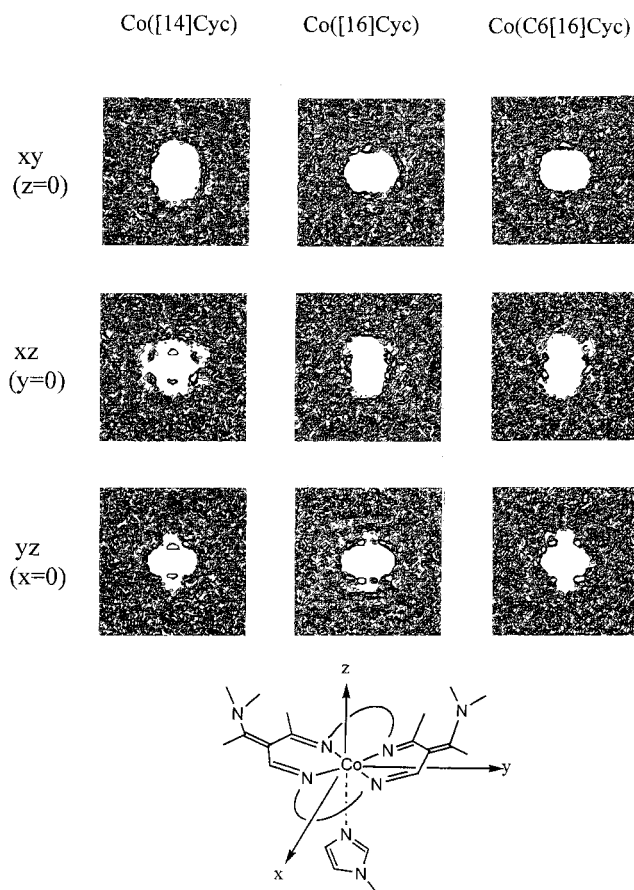 Co([14]Cyc) Co([16]Cyc) Co(C6[16]Cyc)
xy
(z=0)
xz
(y=0)
yz
(x=0)
z
N
N N
Co y
N N
N
x
N